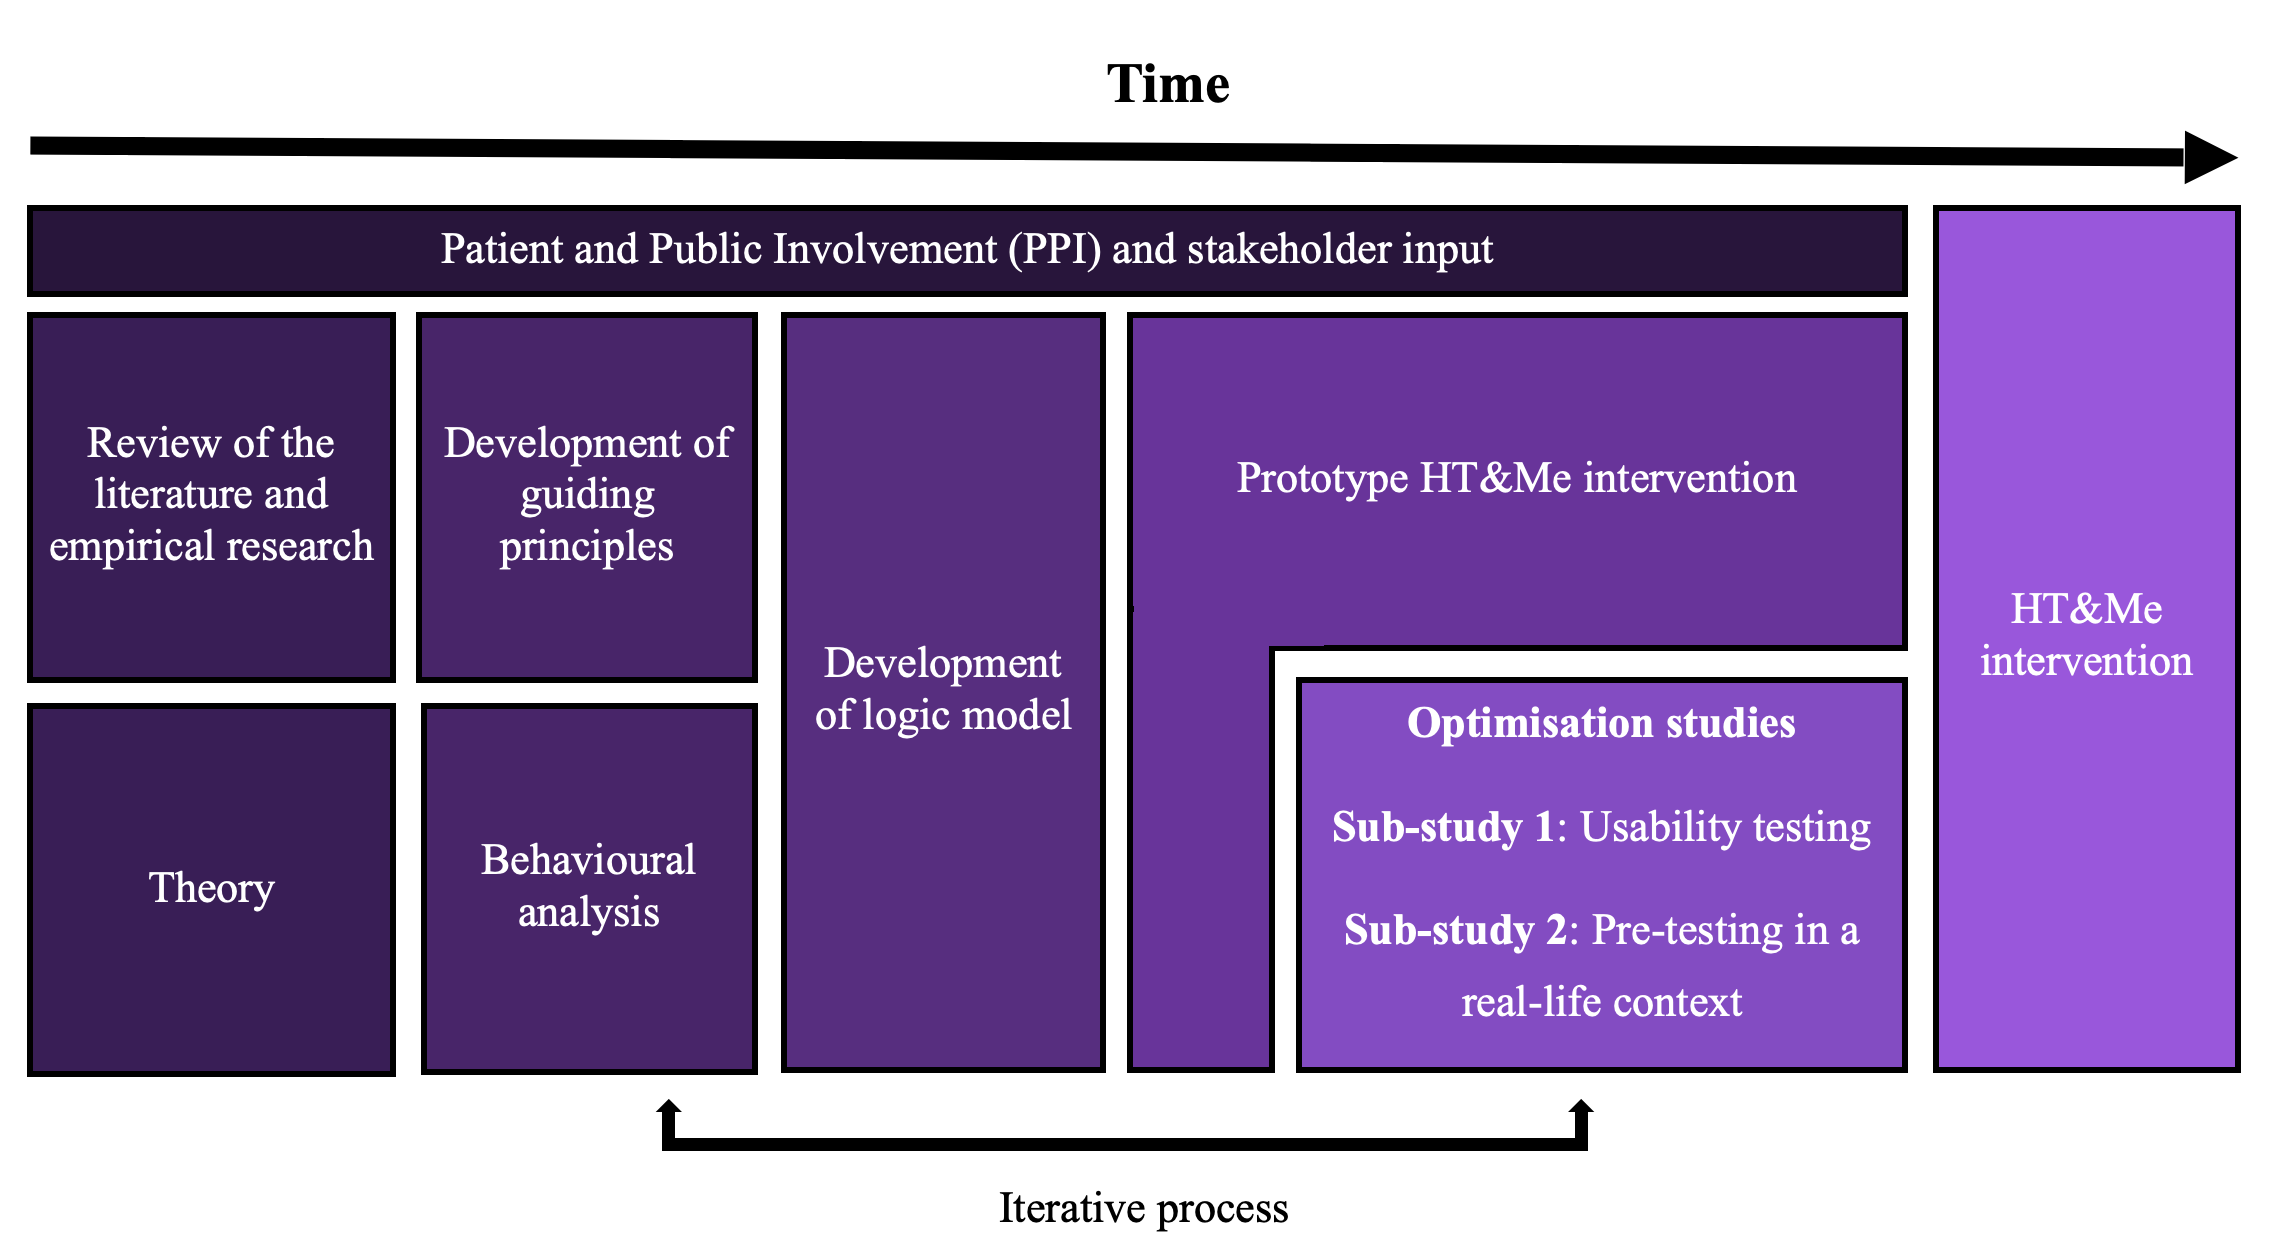 Time
Patient and Public Involvement (PPI) and stakeholder input
Review of the
literature and
empirical research
Development of
guiding
principles
Theory
Behavioural
analysis
Development
of logic model
Prototype HT&Me intervention
Optimisation studies
Sub-study 1: Usability testing
Sub-study 2: Pre-testing in a
real-life context
HT&Me
intervention
Iterative process